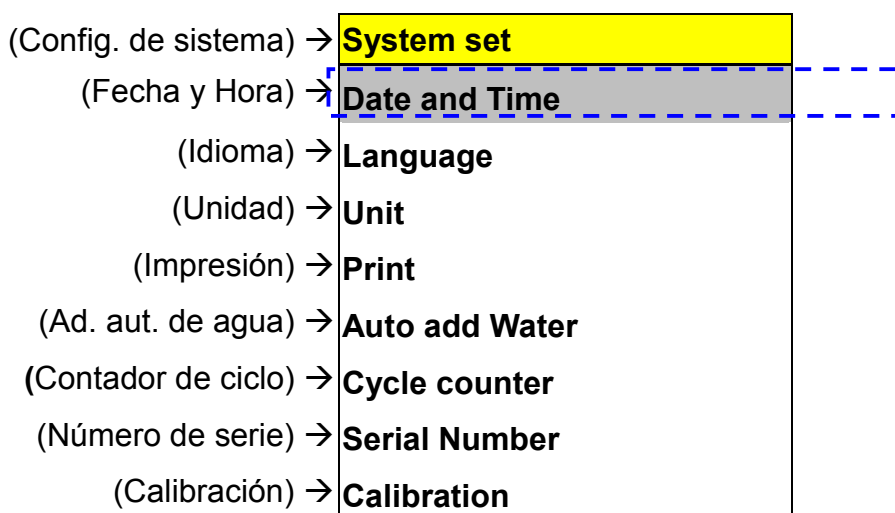 (Config. de sistema) → System set
(Fecha y Hora) → Date and Time
(Idioma) → Language
(Unidad) → Unit
(Impresión) → Print
(Ad. aut. de agua) → Auto add Water
(Contador de ciclo) → Cycle counter
(Número de serie) → Serial Number
(Calibración) → Calibration